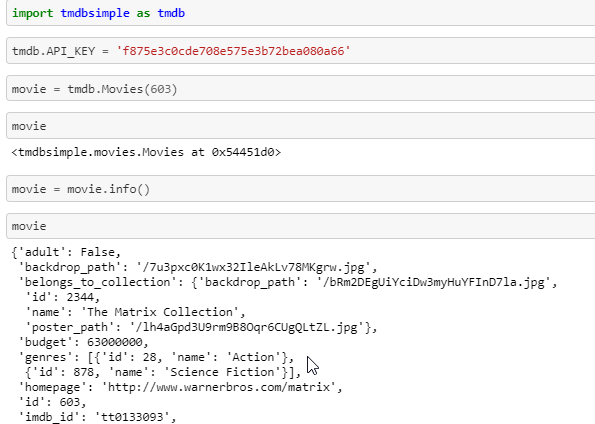 import tmdbsimple as tmdb
tmdb.API_KEY = 'f875e3c0cde708e575e3b72bea080a66'
movie = tmdb.Movies(603)
movie
<tmdbsimple.movies.Movies at 0x54451d0>
movie = movie.info()
movie
{'adult': False,
'backdrop_path': '/7u3pxc0K1wx32IleAkLv78MKgrw.jpg',
'belongs_to_collection': {'backdrop_path': '/bRm2DEgUiYciDw3myHuYFInD7la.jpg',
'id': 2344,
'name': 'The Matrix Collection',
'poster_path': '/lh4aGpd3U9rm9B8Oqr6CUgQLtZL.jpg'},
'budget': 63000000,
'genres': [{'id': 28, 'name': 'Action'},
{'id': 878, 'name': 'Science Fiction'}],
'homepage': 'http://www.warnerbros.com/matrix',
'id': 603,
'imdb_id': 'tt0133093',